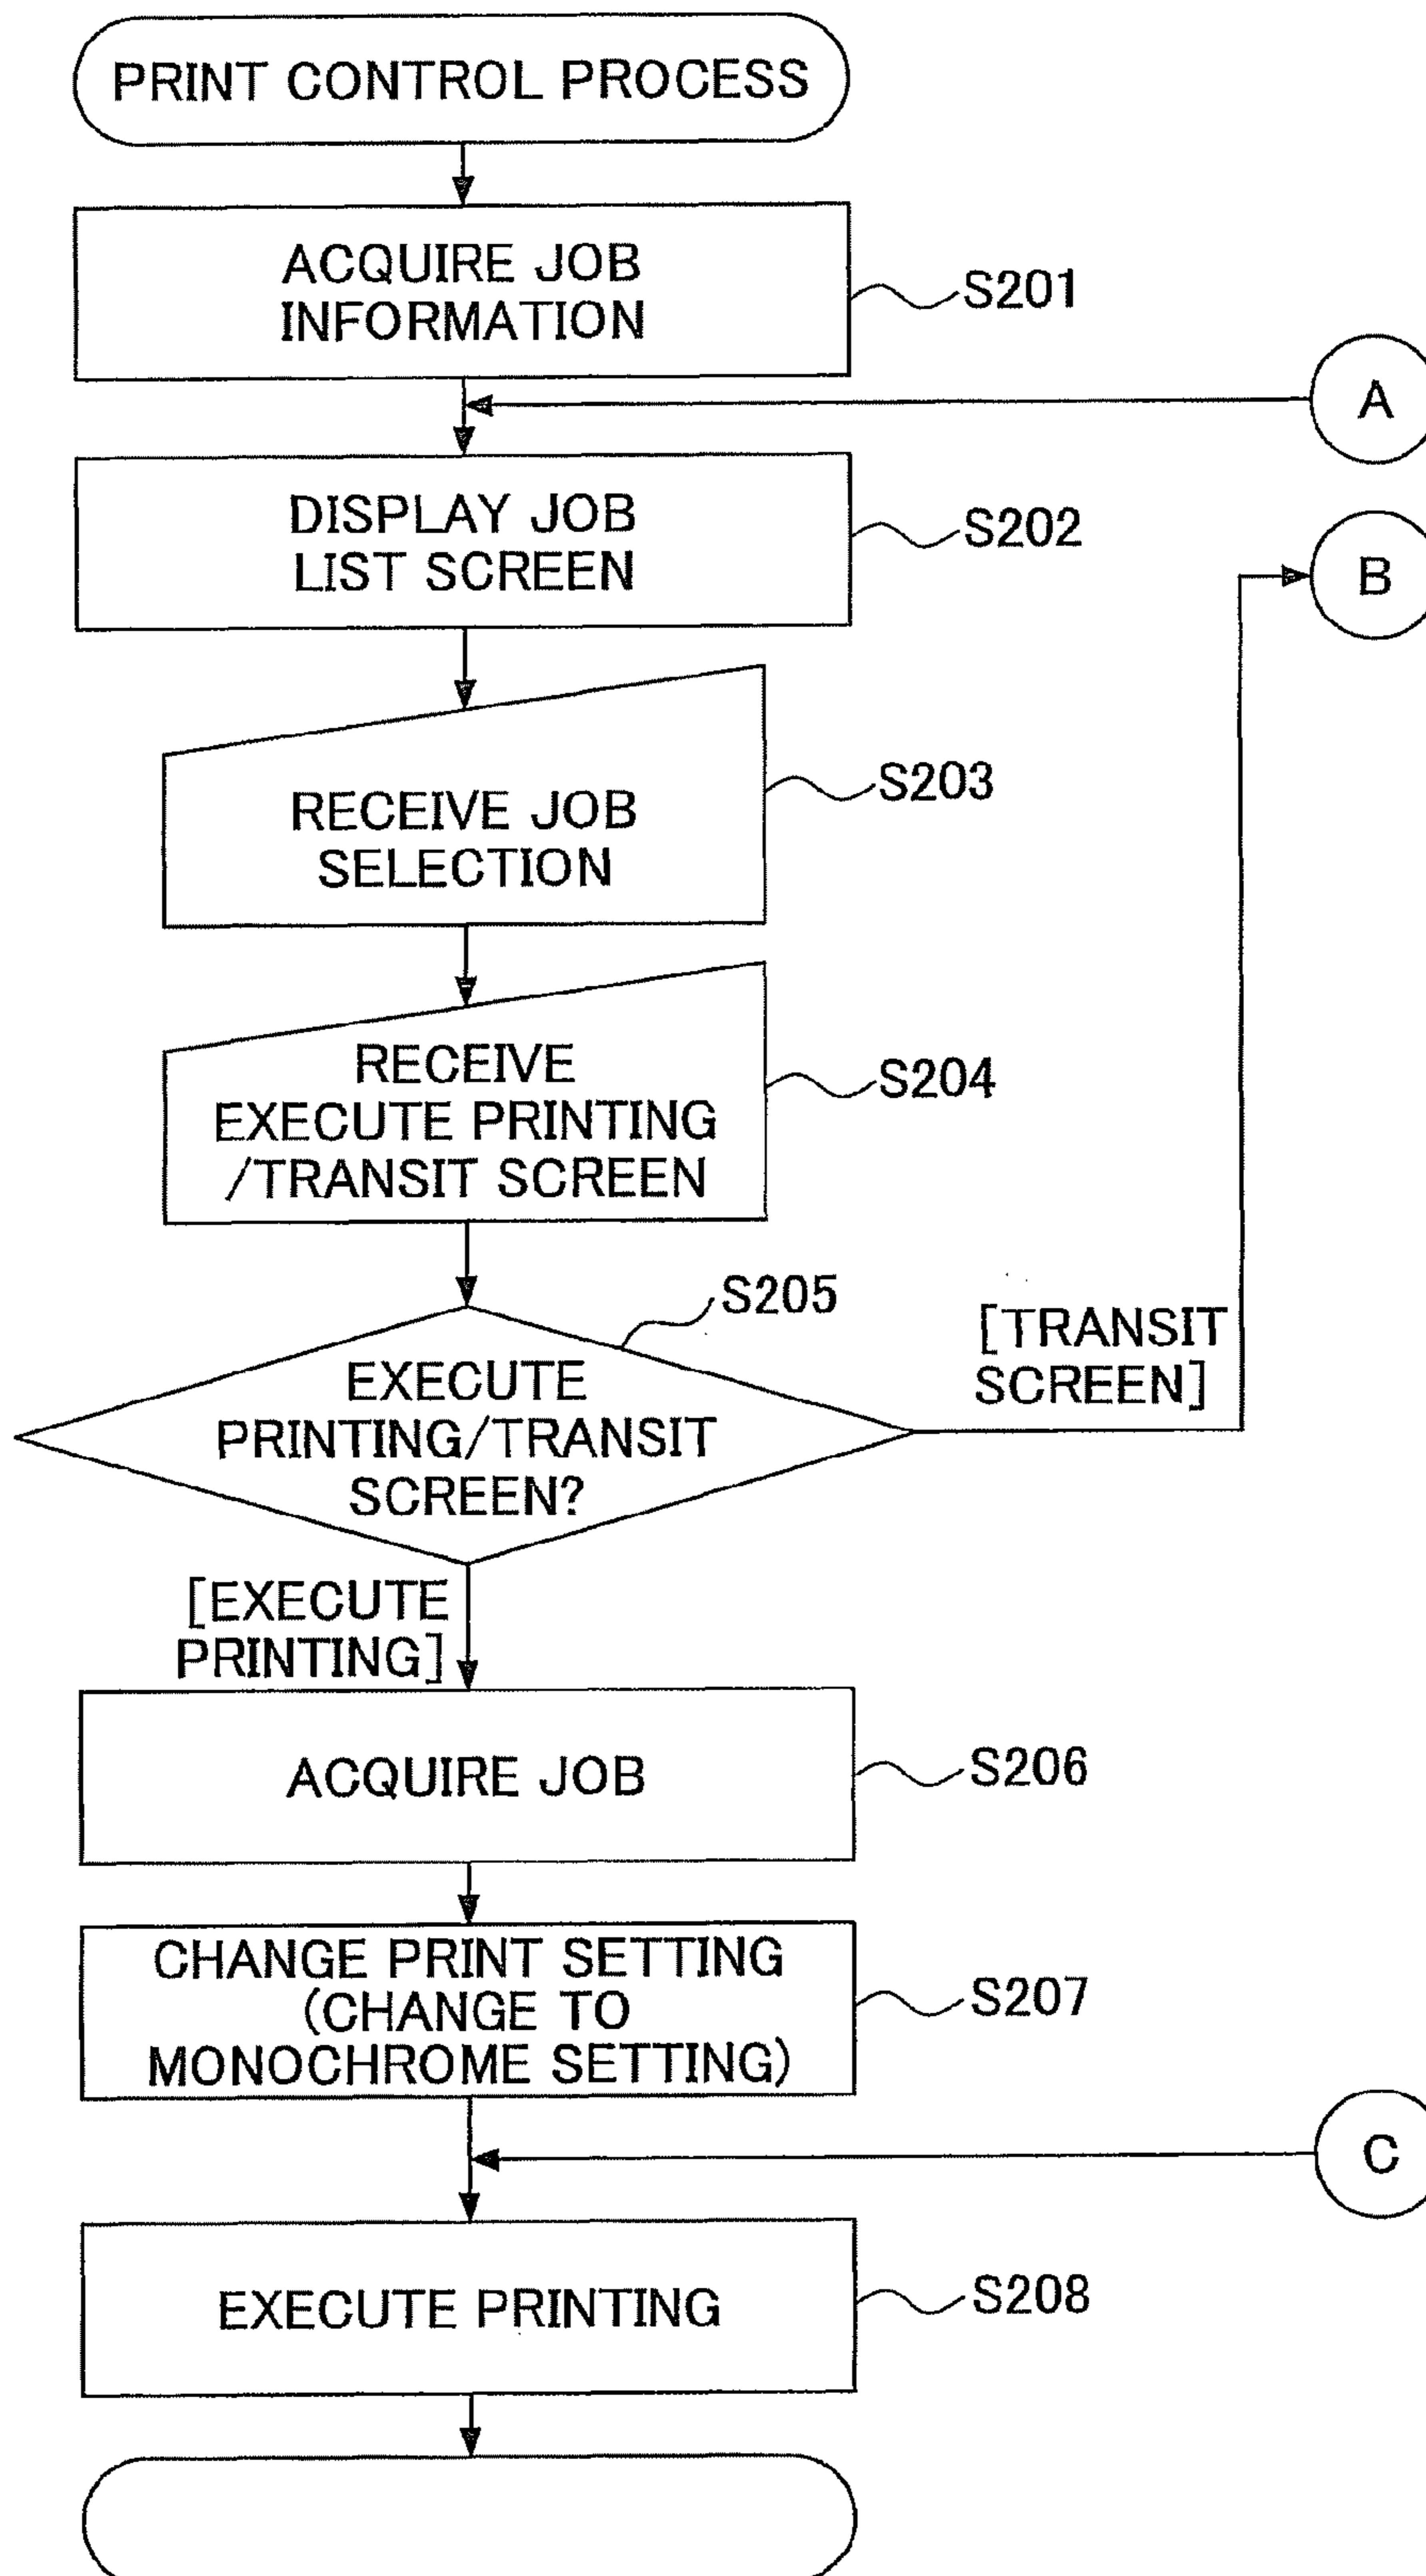 PRINT CONTROL PROCESS
ACQUIRE JOB
INFORMATION
S201
A
DISPLAY JOB
LIST SCREEN
S202
B
RECEIVE JOB
SELECTION
S203
RECEIVE
EXECUTE PRINTING
/TRANSIT SCREEN
S204
S205
EXECUTE
PRINTING/TRANSIT
SCREEN?
[TRANSIT
SCREEN]
[EXECUTE
PRINTING]
ACQUIRE JOB
S206
CHANGE PRINT SETTING
(CHANGE TO
MONOCHROME SETTING)
S207
C
EXECUTE PRINTING
S208